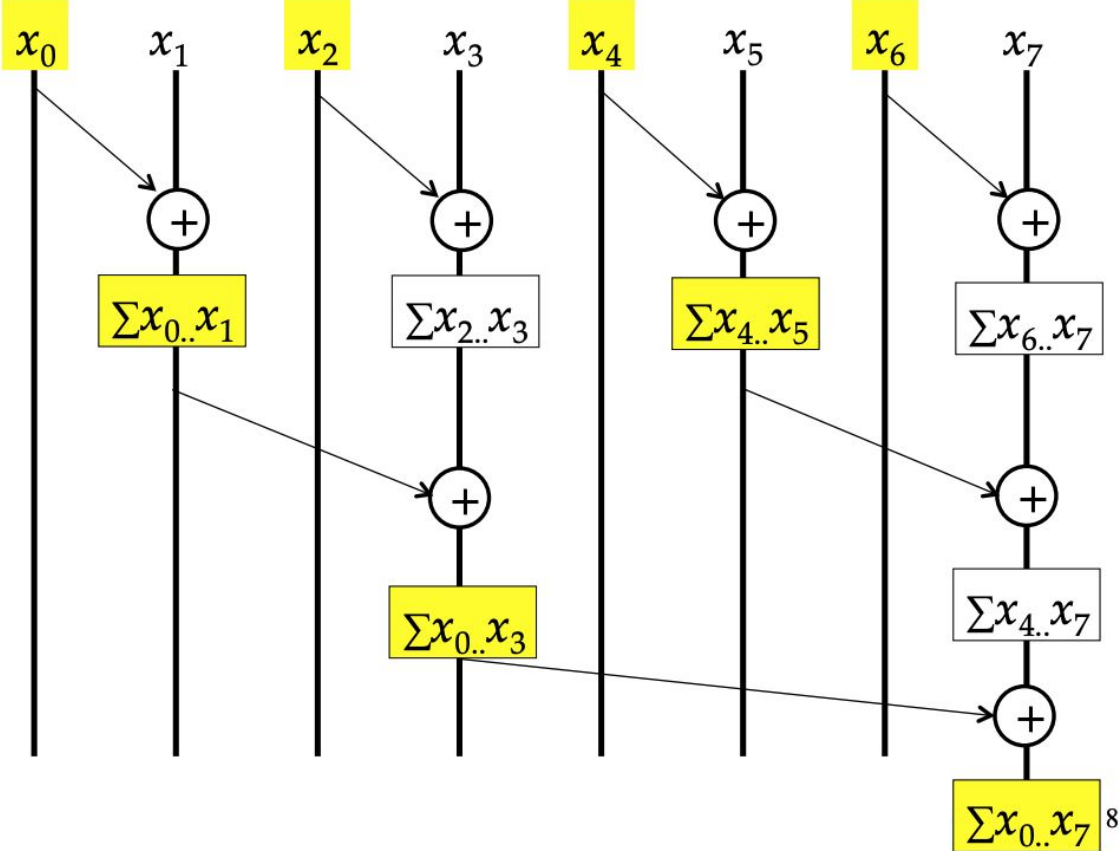 x₀ x₁ x₂ x₃ x₄ x₅ x₆ x₇
+ + + +
∑x₀..x₁ ∑x₂..x₃ ∑x₄..x₅ ∑x₆..x₇
+ +
∑x₀..x₃ ∑x₄..x₇
+
∑x₀..x₇ 8